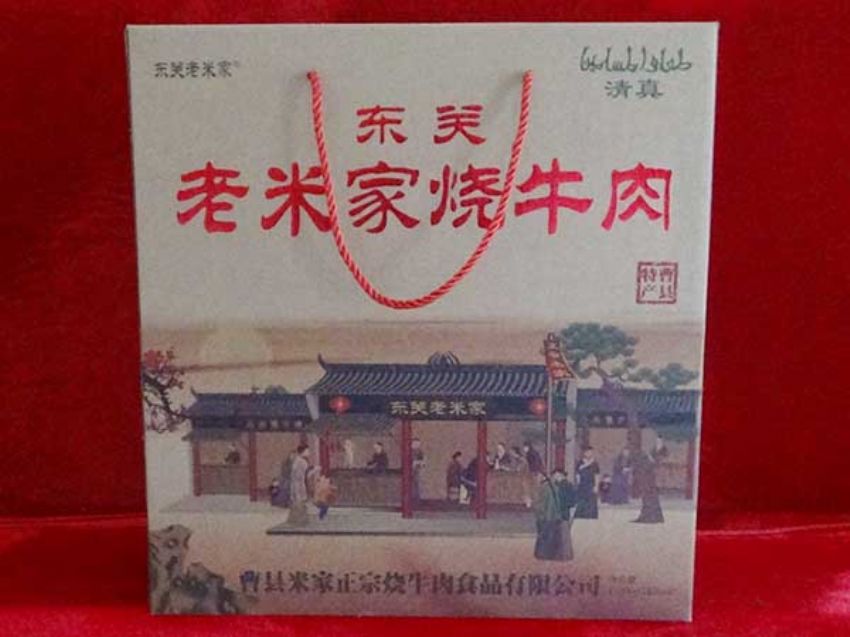 东关老米家®
清真
东关
老米家烧牛肉
曹县
特产
东关老米家
曹县米家正宗烧牛肉食品有限公司